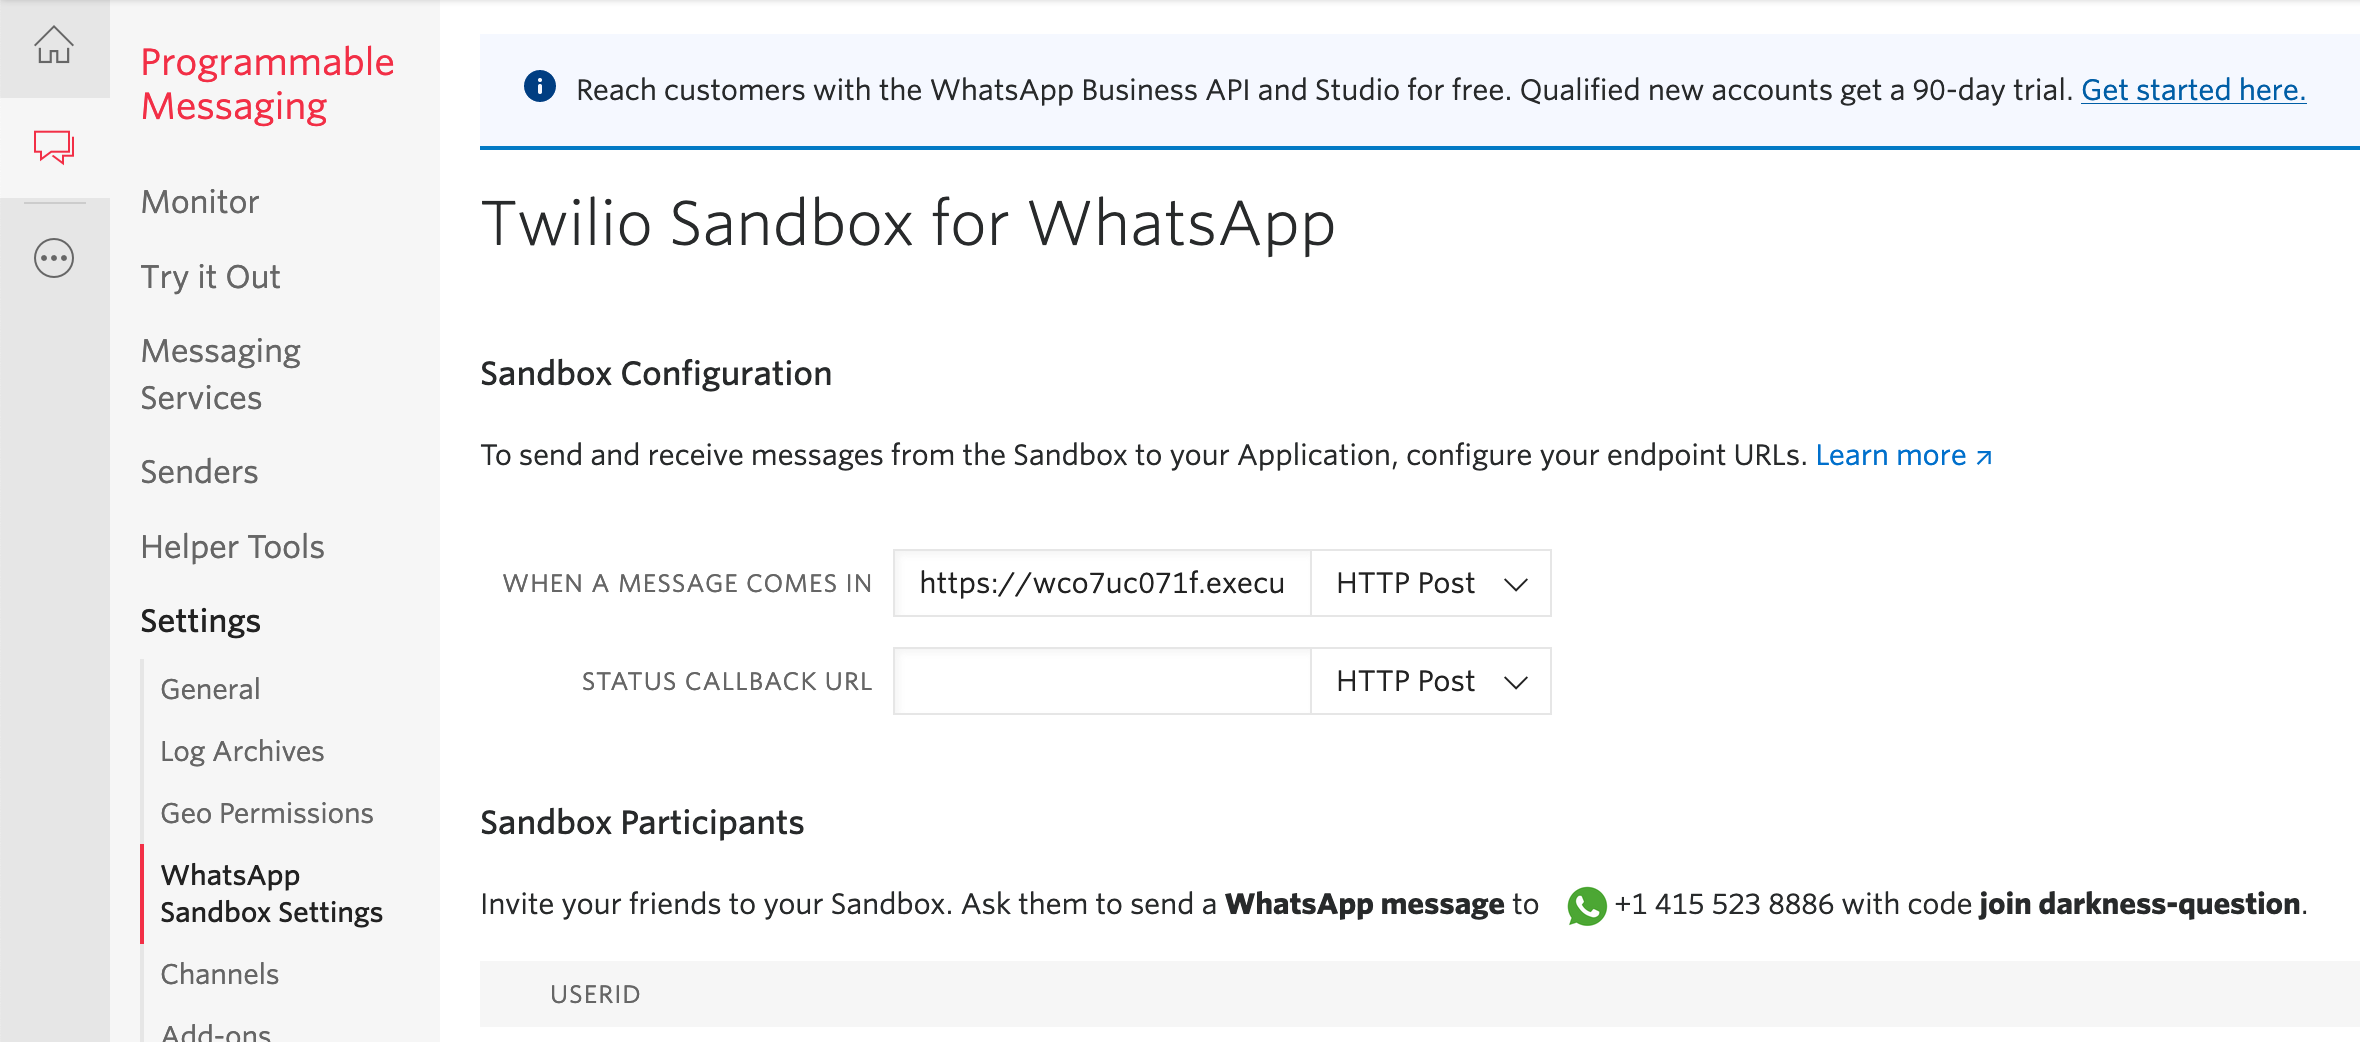 Programmable
Messaging
Monitor
Try it Out
Messaging
Services
Senders
Helper Tools
Settings
General
Log Archives
Geo Permissions
WhatsApp
Sandbox Settings
Channels
Add-ons
Reach customers with the WhatsApp Business API and Studio for free. Qualified new accounts get a 90-day trial. Get started here.
Twilio Sandbox for WhatsApp
Sandbox Configuration
To send and receive messages from the Sandbox to your Application, configure your endpoint URLs. Learn more
WHEN A MESSAGE COMES IN https://wco7uc071f.execu HTTP Post
STATUS CALLBACK URL HTTP Post
Sandbox Participants
Invite your friends to your Sandbox. Ask them to send a WhatsApp message to +1 415 523 8886 with code join darkness-question.
USERID